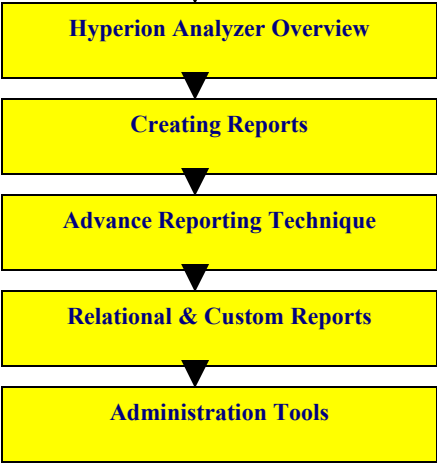 Hyperion Analyzer Overview
Creating Reports
Advance Reporting Technique
Relational & Custom Reports
Administration Tools